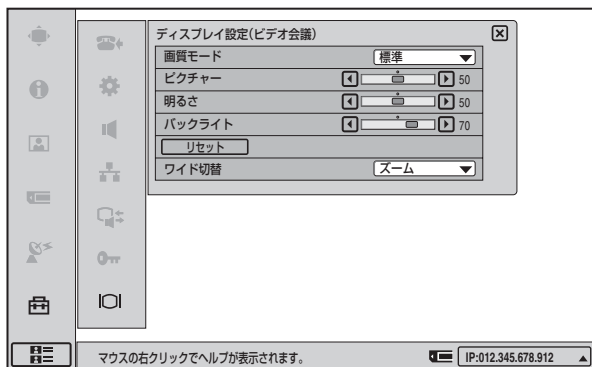 ディスプレイ設定(ビデオ会議)
画質モード 標準
ピクチャー 50
明るさ 50
バックライト 70
リセット
ワイド切替 ズーム
マウスの右クリックでヘルプが表示されます。 IP:012.345.678.912